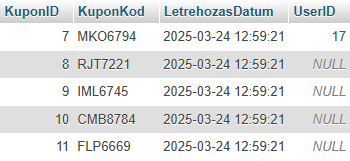 KuponID KuponKod LetrehozasDatum UserID
7 MKO6794 2025-03-24 12:59:21 17
8 RJT7221 2025-03-24 12:59:21 NULL
9 IML6745 2025-03-24 12:59:21 NULL
10 CMB8784 2025-03-24 12:59:21 NULL
11 FLP6669 2025-03-24 12:59:21 NULL